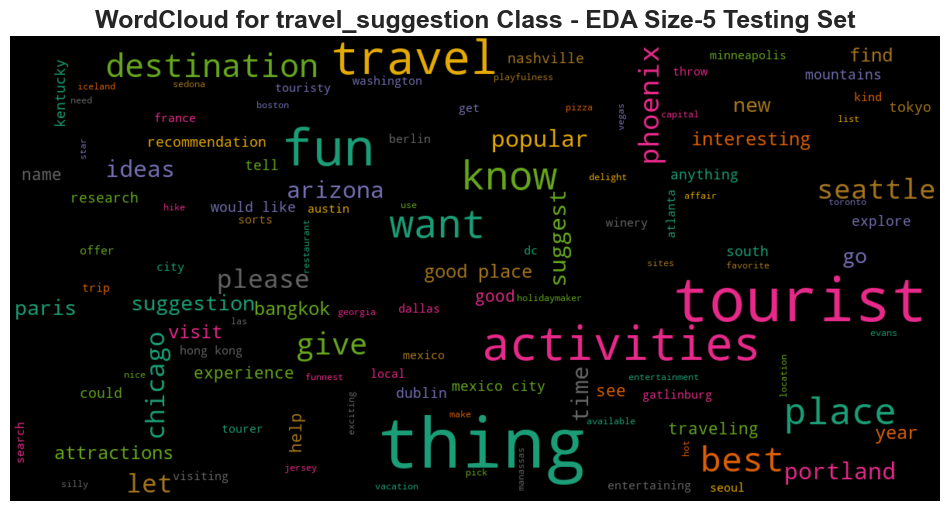 WordCloud for travel_suggestion Class - EDA Size-5 Testing Set
destination
travel
nashville
minneapolis
find
phoenix
playfulness
mountains
throw
washington
touristy
sedona
iceland
need
kentucky
boston
get
pizza
vegas
capital
new
kind
tokyo
list
france
star
recommendation
fun
berlin
popular
interesting
name
ideas
tell
know
delight
anything
seattle
research
arizona
would like
hike
sorts
austin
use
want
suggest
winery
atlanta
affair
toronto
explore
offer
city
restaurant
dc
south
go
sites
favorite
trip
please
good place
tourist
paris
suggestion
bangkok
georgia
dallas
good
holidaymaker
las
visit
hong kong
give
activities
evans
chicago
nice
experience
funnest
local
mexico
mexico city
time
entertainment
see
gatlinburg
location
could
dublin
place
search
tourer
help
exciting
thing
make
available
traveling
year
attractions
hot
best
portland
jersey
pick
manassas
silly
let
visiting
vacation
entertaining
seoul